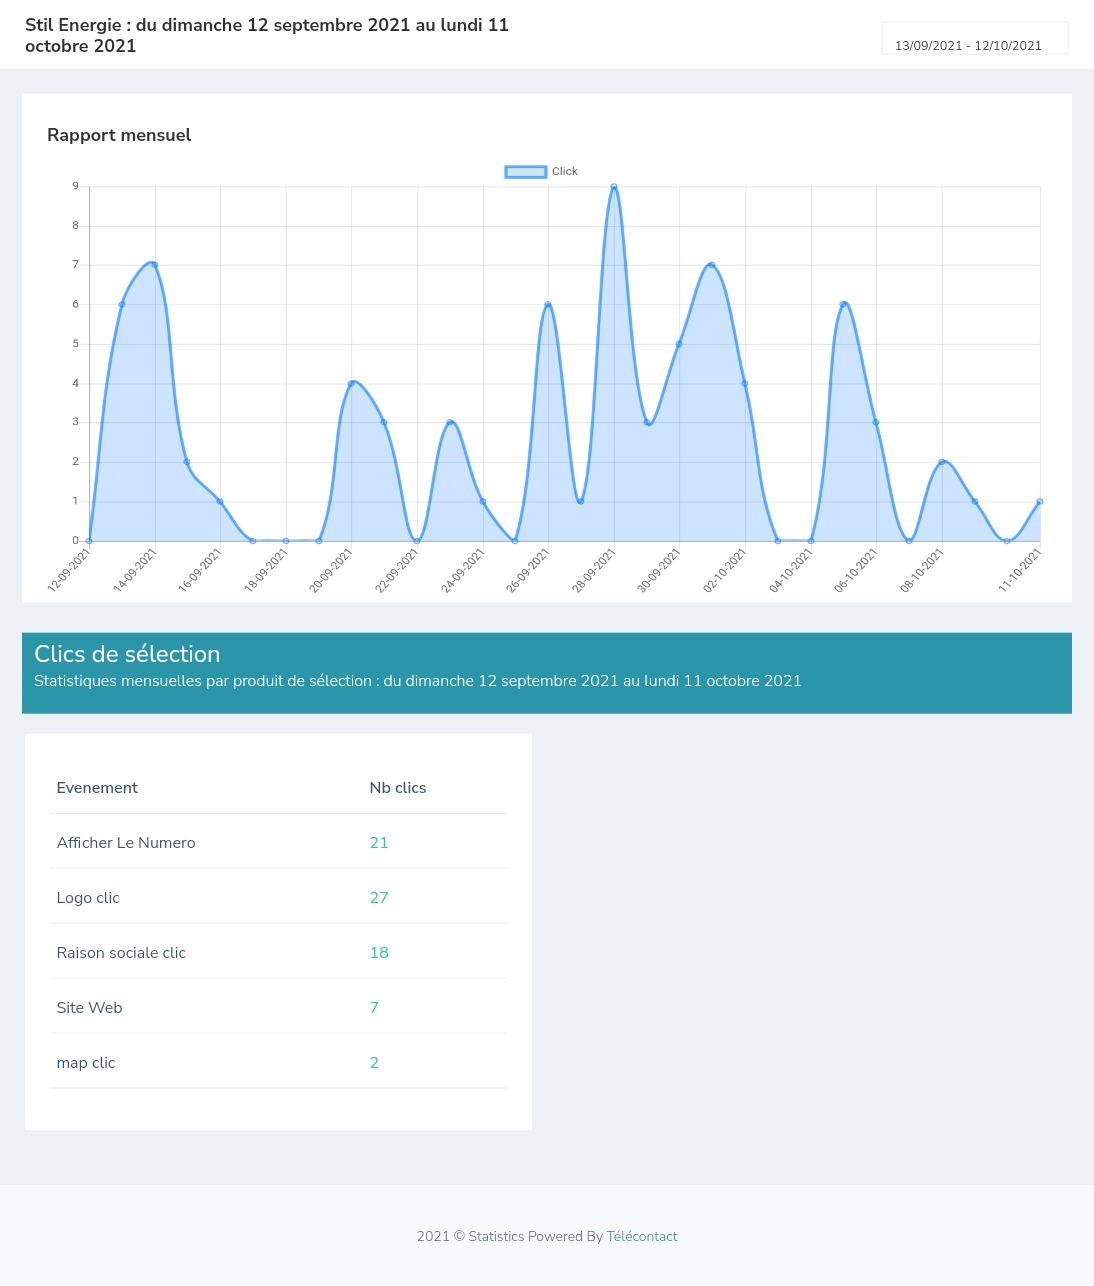 Stil Energie : du dimanche 12 septembre 2021 au lundi 11
octobre 2021
13/09/2021 - 12/10/2021
Rapport mensuel
Click
9
8
7
6
5
4
3
2
1
0
12-09-2021
14-09-2021
16-09-2021
18-09-2021
20-09-2021
22-09-2021
24-09-2021
26-09-2021
28-09-2021
30-09-2021
02-10-2021
04-10-2021
06-10-2021
08-10-2021
11-10-2021
Clics de sélection
Statistiques mensuelles par produit de sélection : du dimanche 12 septembre 2021 au lundi 11 octobre 2021
Evenement Nb clics
Afficher Le Numero 21
Logo clic 27
Raison sociale clic 18
Site Web 7
map clic 2
2021 © Statistics Powered By Télécontact